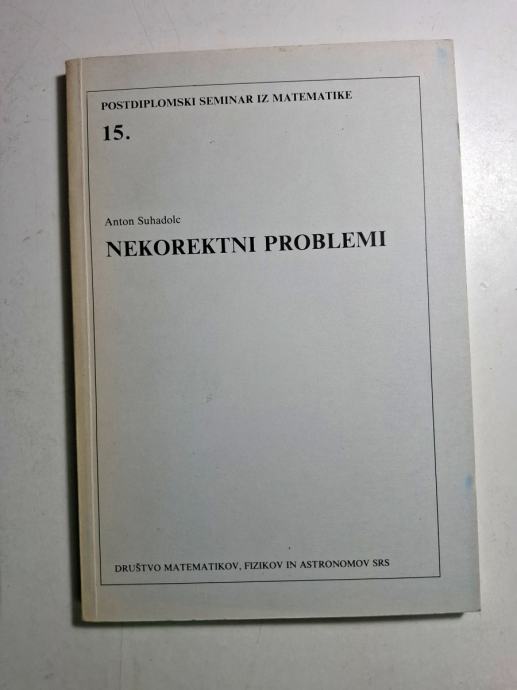 POSTDIPLOMSKI SEMINAR IZ MATEMATIKE
15.
Anton Suhadolc
NEKOREKTNI PROBLEMI
DRUŠTVO MATEMATIKOV, FIZIKOV IN ASTRONOMOV SRS